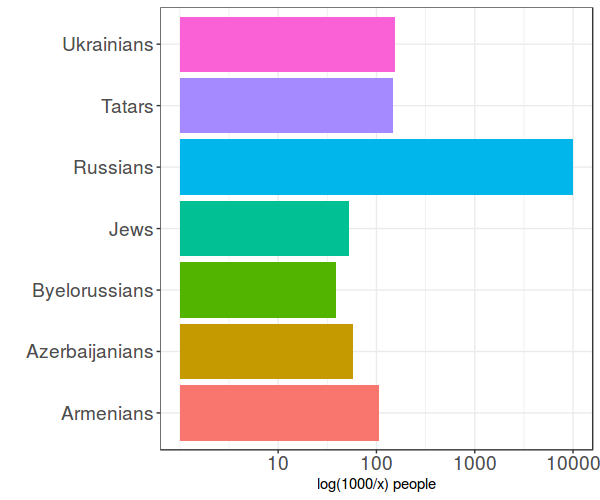 Ukrainians
Tatars
Russians
Jews
Byelorussians
Azerbaijanians
Armenians
10 100 1000 10000
log(1000/x) people